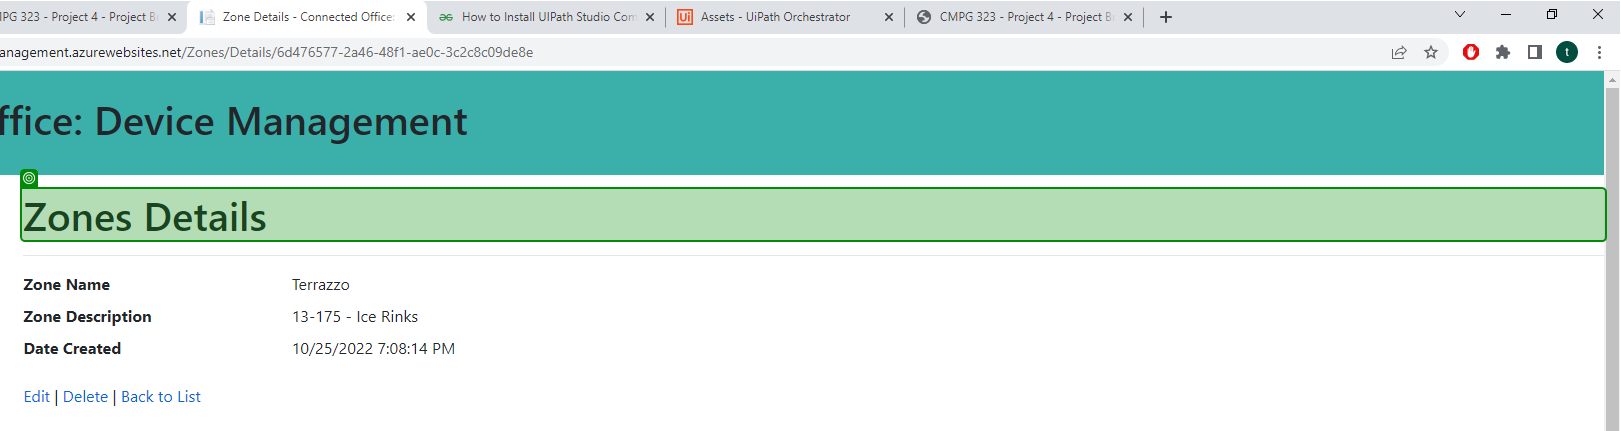 MPG 323 - Project 4 - Project B
Zone Details - Connected Office:
How to Install UIPath Studio Com
Assets - UiPath Orchestrator
CMPG 323 - Project 4 - Project B
anagement.azurewebsites.net/Zones/Details/6d476577-2a46-48f1-ae0c-3c2c8c09de8e
t
ffice: Device Management
Zones Details
Zone Name Terrazzo
Zone Description 13-175 - Ice Rinks
Date Created 10/25/2022 7:08:14 PM
Edit | Delete | Back to List